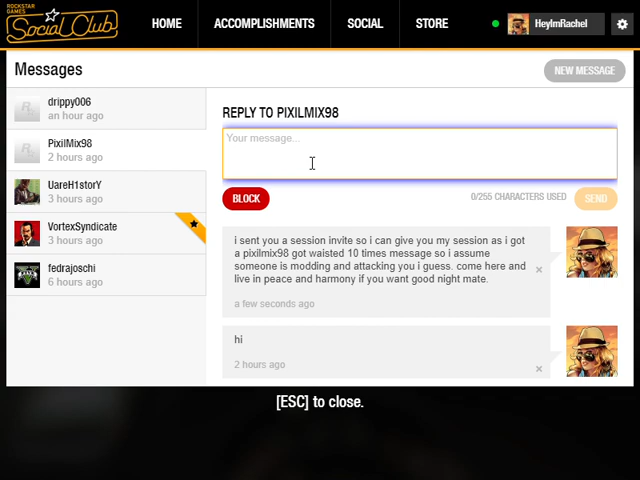 ROCKSTAR
GAMES
Social Club
HOME
ACCOMPLISHMENTS
SOCIAL
STORE
HeyImRachel
Messages
NEW MESSAGE
drippy006
an hour ago
PixilMix98
2 hours ago
UareH1storY
3 hours ago
VortexSyndicate
3 hours ago
fedrajoschi
6 hours ago
REPLY TO PIXILMIX98
Your message...
BLOCK
0/255 CHARACTERS USED
SEND
i sent you a session invite so i can give you my session as i got
a pixilmix98 got waisted 10 times message so i assume
someone is modding and attacking you i guess. come here and
live in peace and harmony if you want good night mate.
a few seconds ago
hi
2 hours ago
[ESC] to close.